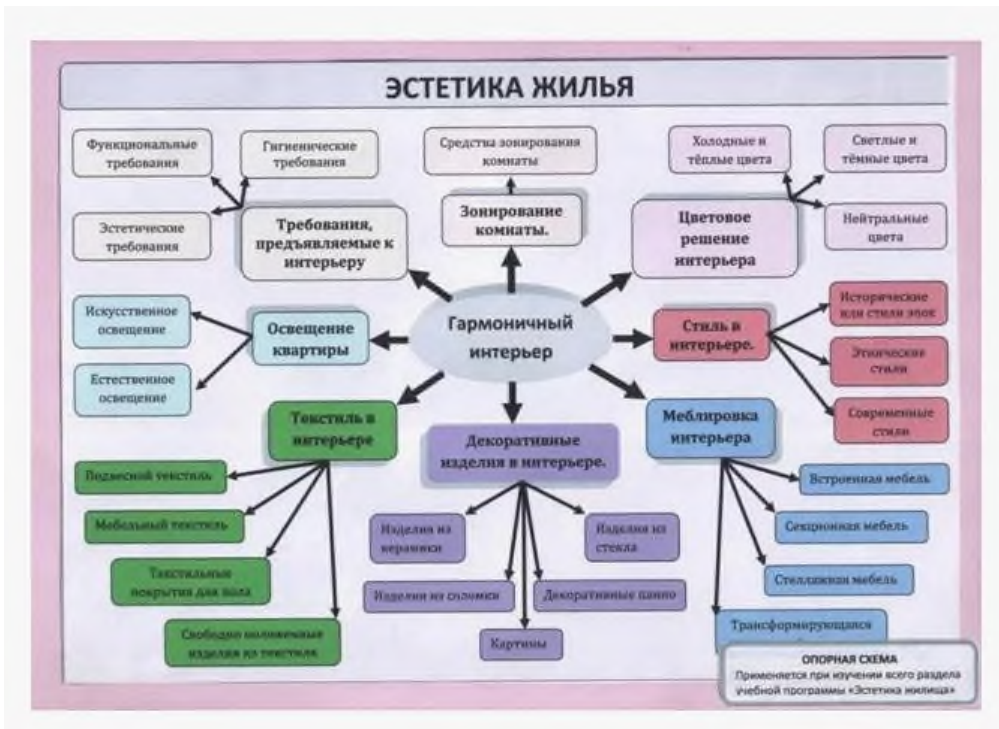 ЭСТЕТИКА ЖИЛЬЯ
Функциональные
требования
Гигиенические
требования
Эстетические
требования
Требования,
предъявляемые к
интерьеру
Средства зонирования
комнаты
Зонирование
комнаты.
Холодные и
тёплые цвета
Светлые и
тёмные цвета
Нейтральные
цвета
Цветовое
решение
интерьера
Гармоничный
интерьер
Искусственное
освещение
Естественное
освещение
Освещение
квартиры
Стиль в
интерьере.
Исторические
или стили эпох
Этнические
стили
Современные
стили
Текстиль в
интерьере
Подвесной текстиль
Мебельный текстиль
Текстильные
покрытия для пола
Свободно
изделия из текстиля
Декоративные
изделия в интерьере.
Изделия из
керамики
Изделия из
стекла
Изделия из соломки
Декоративные панно
Картины
Меблировка
интерьера
Встроенная мебель
Секционная мебель
Стеллажная мебель
Трансформирующаяся
ОПОРНАЯ СХЕМА
Применяется при изучении всего раздела
учебной программы «Эстетика жилища»